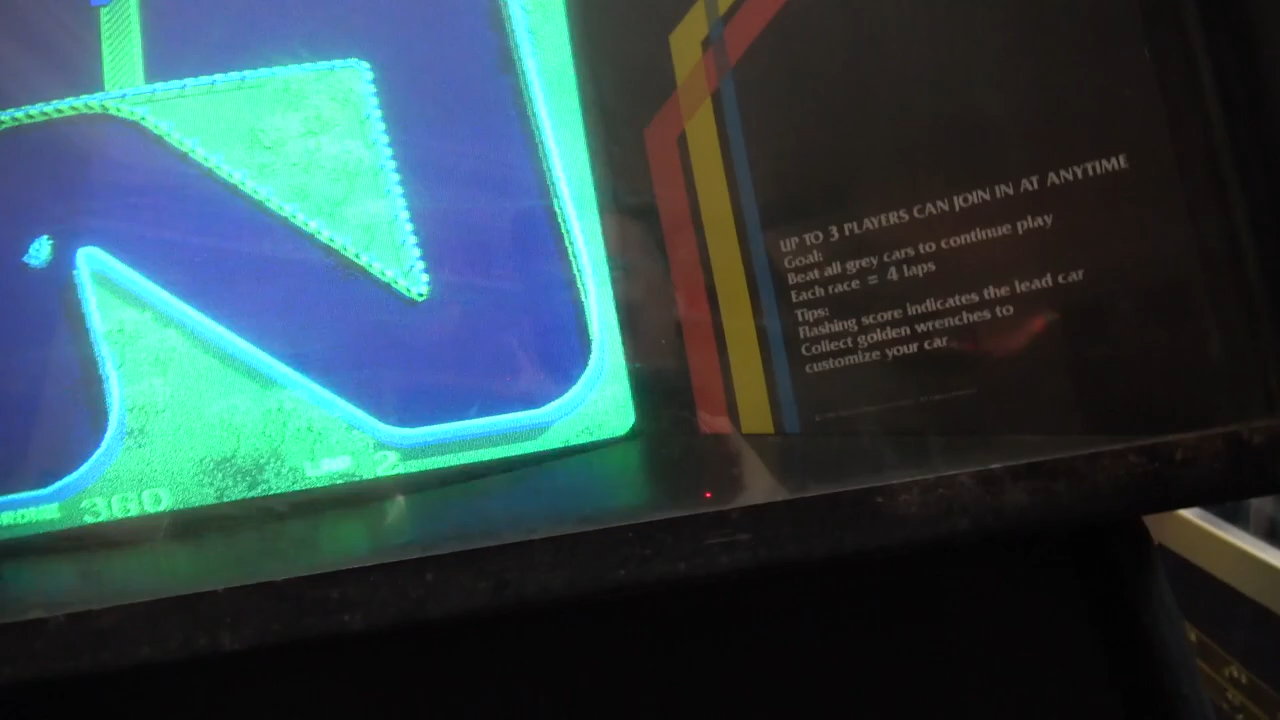 UP TO 3 PLAYERS CAN JOIN IN AT ANYTIME
Goal:
Beat all grey cars to continue play
Each race = 4 laps
Tips:
Flashing score indicates the lead car
Collect golden wrenches to
customize your car
LAP 2
360